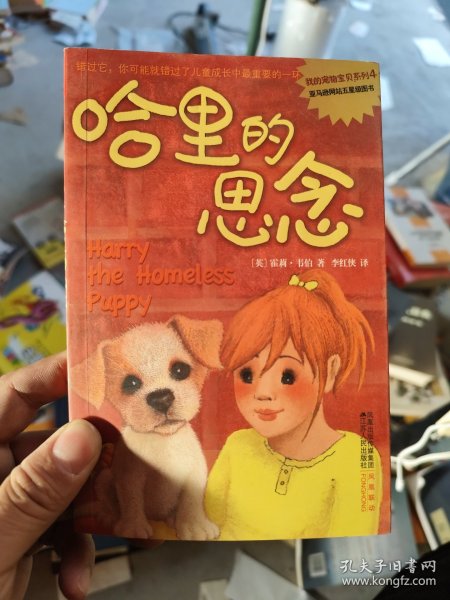 错过它，你可能就错过了儿童成长中最重要的一环
我的宠物宝贝系列4
亚马逊网站五星级图书
哈里的
思念
[英] 霍莉·韦伯 著 李红侠 译
Harry
the Homeless
Puppy
凤凰出版传媒集团
江苏人民出版社
凤凰联动
FONGHONG
孔夫子旧书网
www.kongfz.com